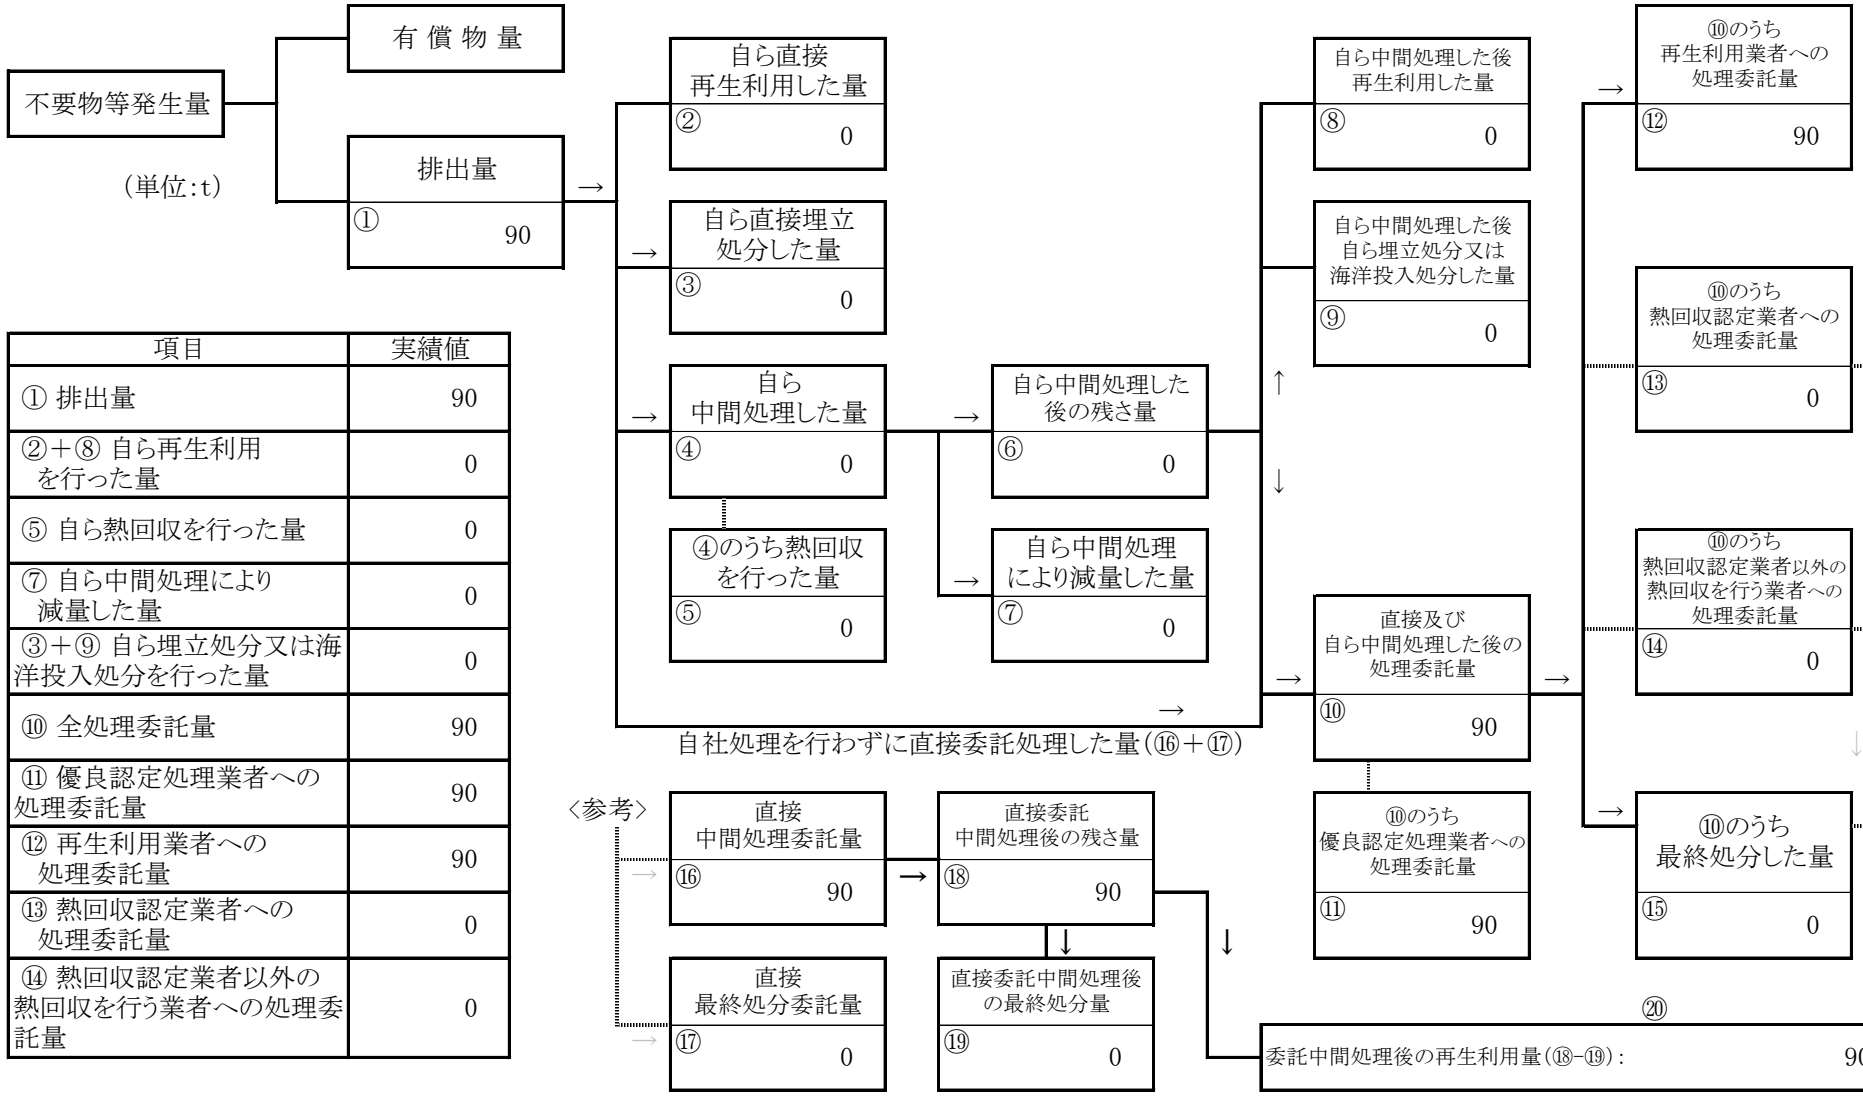 有 償 物 量
不要物等発生量
(単位:t)
排出量
①
90
→
自ら直接
再生利用した量
②
0
→
自ら直接埋立
処分した量
③
0
→
自ら
中間処理した量
④
0
④のうち熱回収
を行った量
⑤
0
→
自ら中間処理した
後の残さ量
⑥
0
→
自ら中間処理
により減量した量
⑦
0
↑
↓
自ら中間処理した後
再生利用した量
⑧
0
自ら中間処理した後
自ら埋立処分又は
海洋投入処分した量
⑨
0
→
自社処理を行わずに直接委託処理した量(⑯+⑰)
→
直接及び
自ら中間処理した後の
処理委託量
⑩
90
⑩のうち
優良認定処理業者への
処理委託量
⑪
90
→
→
⑩のうち
再生利用業者への
処理委託量
⑫
90
⑩のうち
熱回収認定業者への
処理委託量
⑬
0
⑩のうち
熱回収認定業者以外の
熱回収を行う業者への
処理委託量
⑭
0
↓
→
⑩のうち
最終処分した量
⑮
0
項目 実績値
① 排出量 90
②+⑧ 自ら再生利用
を行った量 0
⑤ 自ら熱回収を行った量 0
⑦ 自ら中間処理により
減量した量 0
③+⑨ 自ら埋立処分又は海
洋投入処分を行った量 0
⑩ 全処理委託量 90
⑪ 優良認定処理業者への
処理委託量 90
⑫ 再生利用業者への
処理委託量 90
⑬ 熱回収認定業者への
処理委託量 0
⑭ 熱回収認定業者以外の
熱回収を行う業者への処理委
託量 0
<参考>
→
直接
中間処理委託量
⑯
90
→
直接委託
中間処理後の残さ量
⑱
90
↓
↓
→
直接
最終処分委託量
⑰
0
直接委託中間処理後
の最終処分量
⑲
0
⑳
委託中間処理後の再生利用量(⑱-⑲): 90